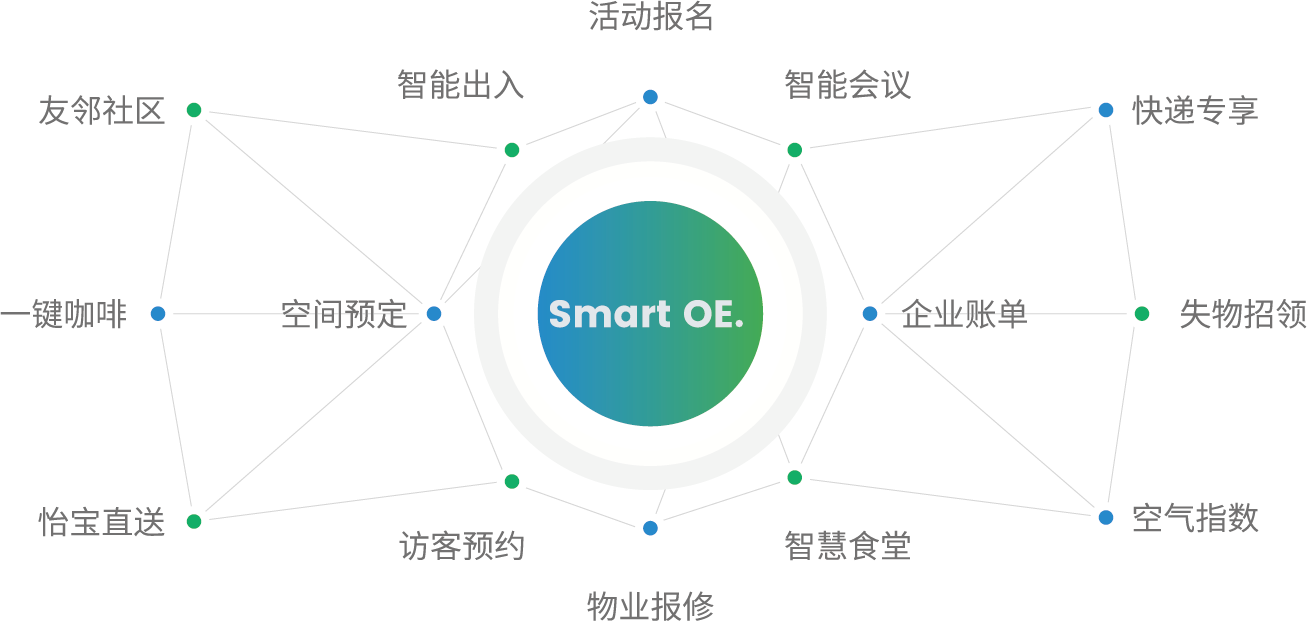 活动报名
智能出入
智能会议
友邻社区
快递专享
一键咖啡
空间预定
Smart OE.
企业账单
失物招领
怡宝直送
访客预约
智慧食堂
空气指数
物业报修